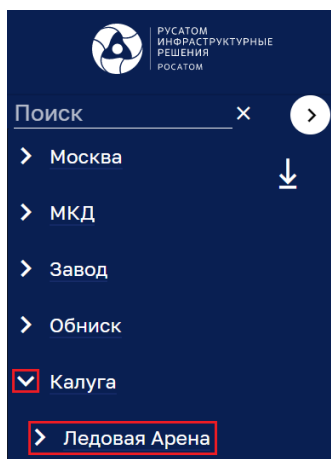 РУСАТОМ
ИНФРАСТРУКТУРНЫЕ
РЕШЕНИЯ
РОСАТОМ
Поиск
Москва
МКД
Завод
Обниск
Калуга
Ледовая Арена